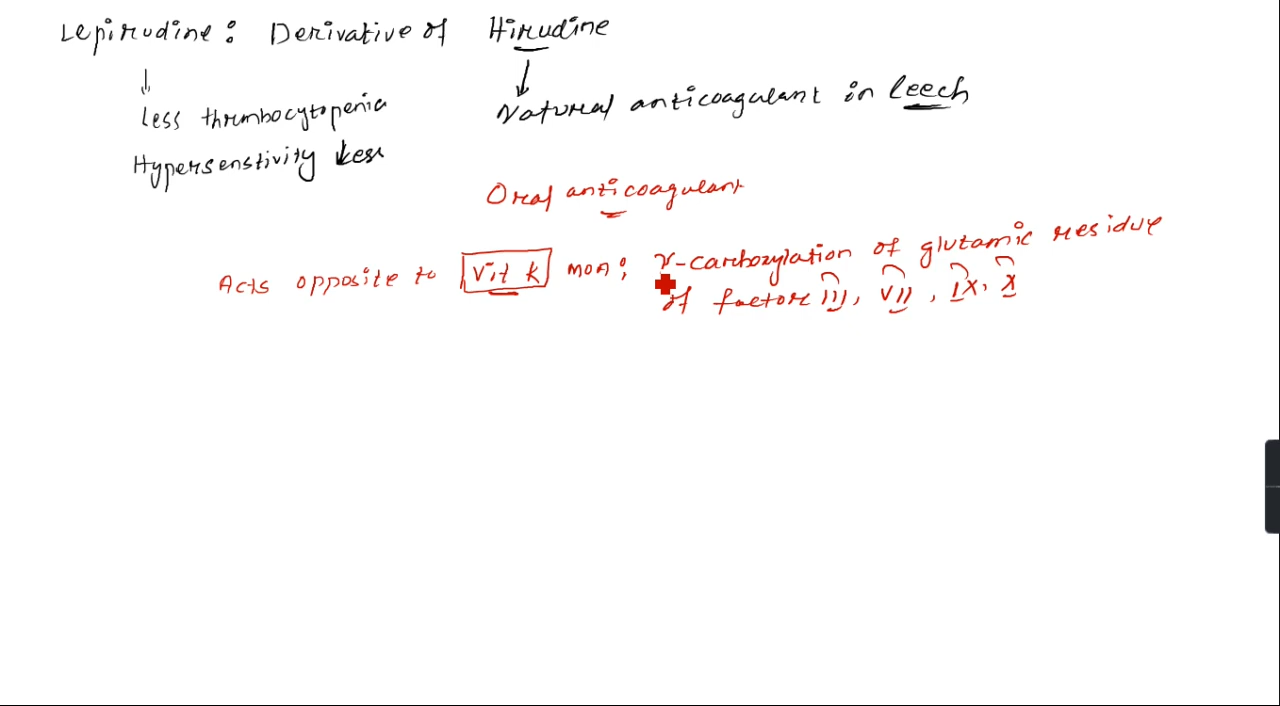 Lepirudine : Derivative of Hirudine
Less thrombocytopenia
Natural anticoagulant in leech
Hypersenstivity less
Oral anticoagulant
Acts opposite to Vit K MOA : γ-carboxylation of glutamic residue
of factors III, VII, IX, X